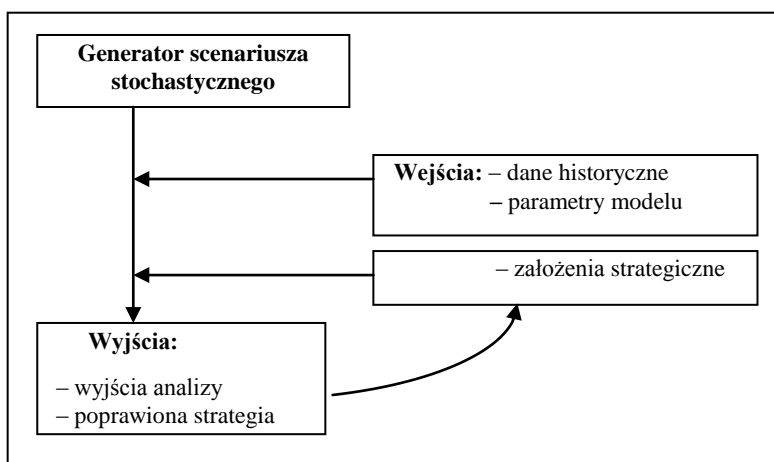 Generator scenariusza
stochastycznego
Wejścia: – dane historyczne
– parametry modelu
– założenia strategiczne
Wyjścia:
– wyjścia analizy
– poprawiona strategia